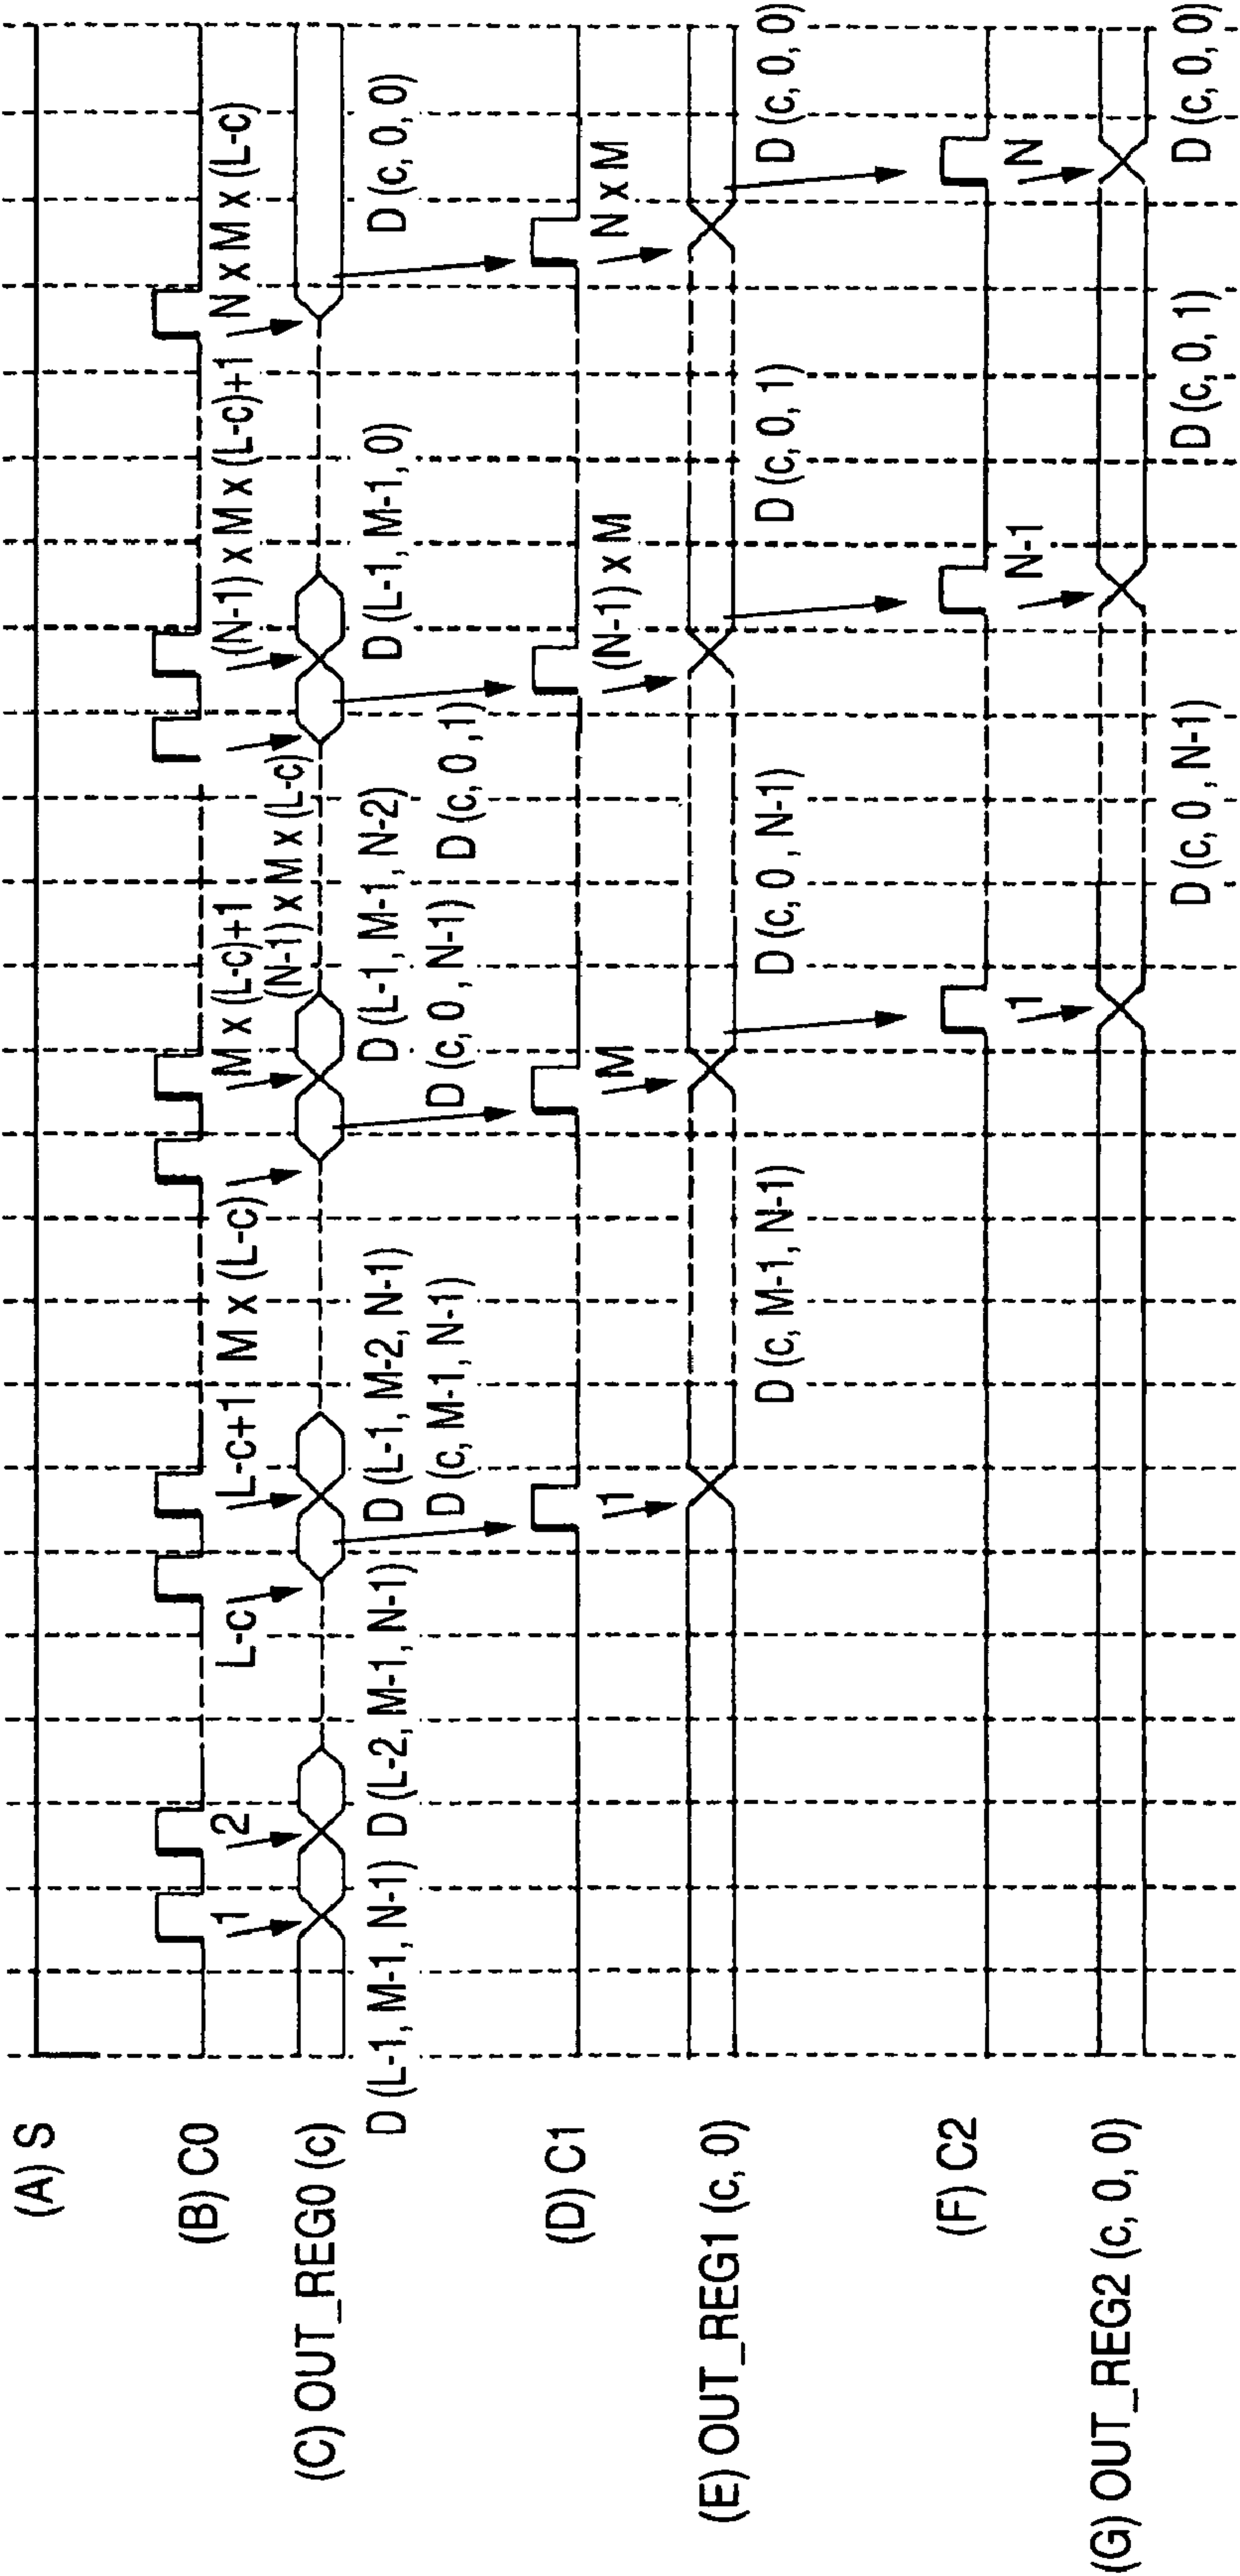 (A) S
(B) C0
1
2
L-c
L-c+1
M x (L-c)
M x (L-c)+1
(N-1) x M x (L-c)
(N-1) x M x (L-c)+1
N x M x (L-c)
(C) OUT_REG0 (c)
D (L-1, M-1, N-1)
D (L-2, M-1, N-1)
D (L-1, M-2, N-1)
D (c, M-1, N-1)
D (L-1, M-1, N-2)
D (c, 0, N-1)
D (c, 0, 1)
D (L-1, M-1, 0)
D (c, 0, 0)
(D) C1
1
M
(N-1) x M
N x M
(E) OUT_REG1 (c, 0)
D (c, M-1, N-1)
D (c, 0, N-1)
D (c, 0, 1)
D (c, 0, 0)
(F) C2
1
N-1
N
(G) OUT_REG2 (c, 0, 0)
D (c, 0, N-1)
D (c, 0, 1)
D (c, 0, 0)